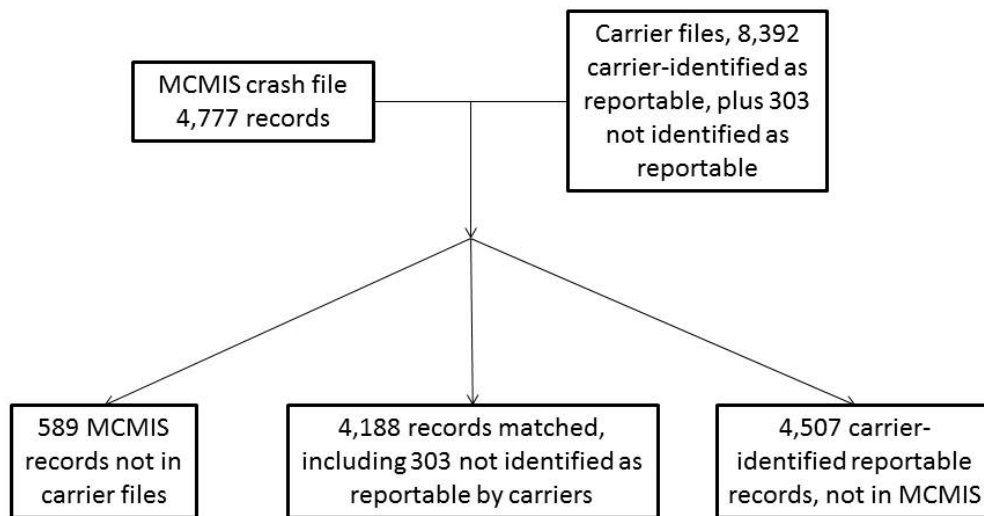 MCMIS crash file
4,777 records
Carrier files, 8,392
carrier-identified as
reportable, plus 303
not identified as
reportable
589 MCMIS
records not in
carrier files
4,188 records matched,
including 303 not identified as
reportable by carriers
4,507 carrier-
identified reportable
records, not in MCMIS